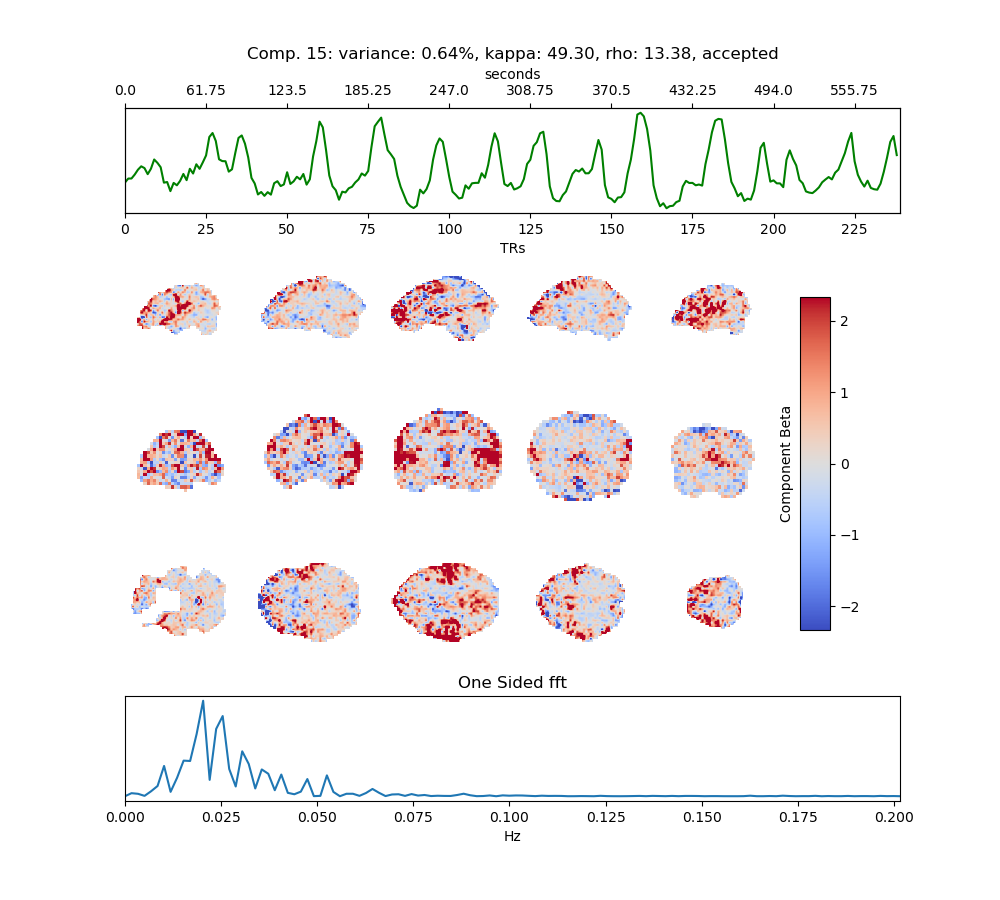 Comp. 15: variance: 0.64%, kappa: 49.30, rho: 13.38, accepted
seconds
0.0 61.75 123.5 185.25 247.0 308.75 370.5 432.25 494.0 555.75
0 25 50 75 100 125 150 175 200 225
TRs
2
1
0
−1
−2
Component Beta
One Sided fft
0.000 0.025 0.050 0.075 0.100 0.125 0.150 0.175 0.200
Hz